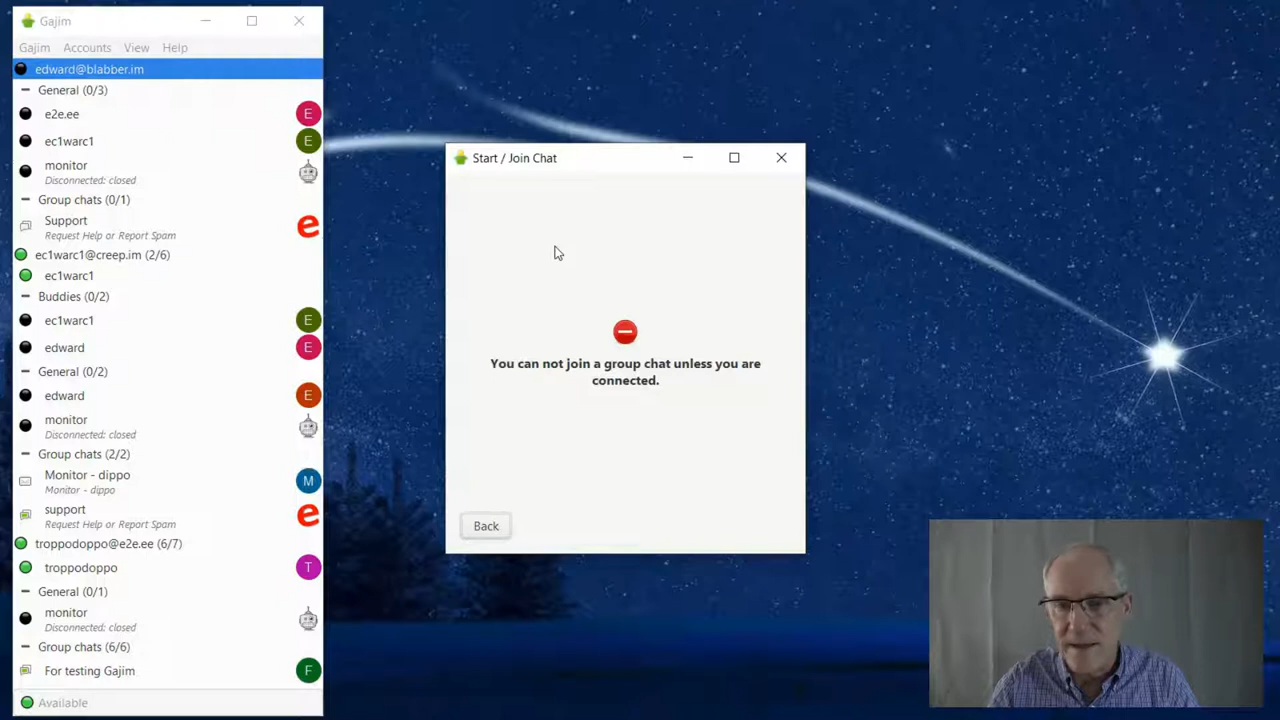 Gajim
Gajim Accounts View Help
edward@blabber.im
General (0/3)
e2e.ee
E
ec1warc1
E
monitor
Disconnected: closed
Group chats (0/1)
Support
Request Help or Report Spam
e
ec1warc1@creep.im (2/6)
ec1warc1
Buddies (0/2)
ec1warc1
E
edward
E
General (0/2)
edward
E
monitor
Disconnected: closed
Group chats (2/2)
Monitor - dippo
Monitor - dippo
M
support
Request Help or Report Spam
e
troppodoppo@e2e.ee (6/7)
troppodoppo
T
General (0/1)
monitor
Disconnected: closed
Group chats (6/6)
For testing Gajim
F
Available
Start / Join Chat
You can not join a group chat unless you are
connected.
Back